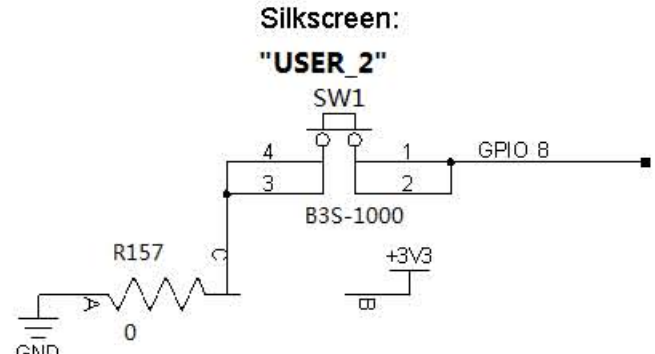 Silkscreen:
"USER_2"
SW1
4
1
GPIO 8
3
2
B3S-1000
R157
C
+3V3
A
B
0
GND